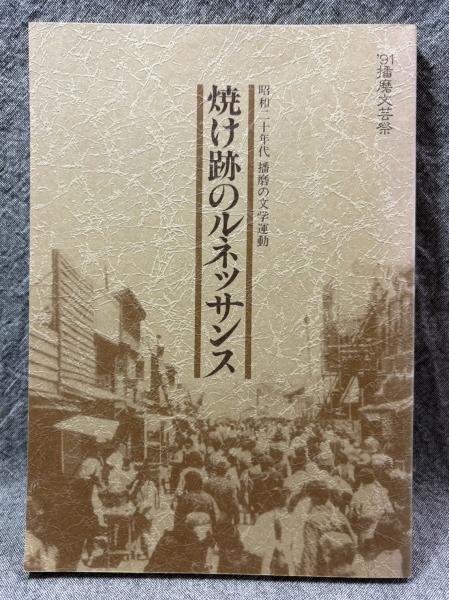 '91播磨文芸祭
昭和二十年代 播磨の文学運動
焼け跡のルネッサンス